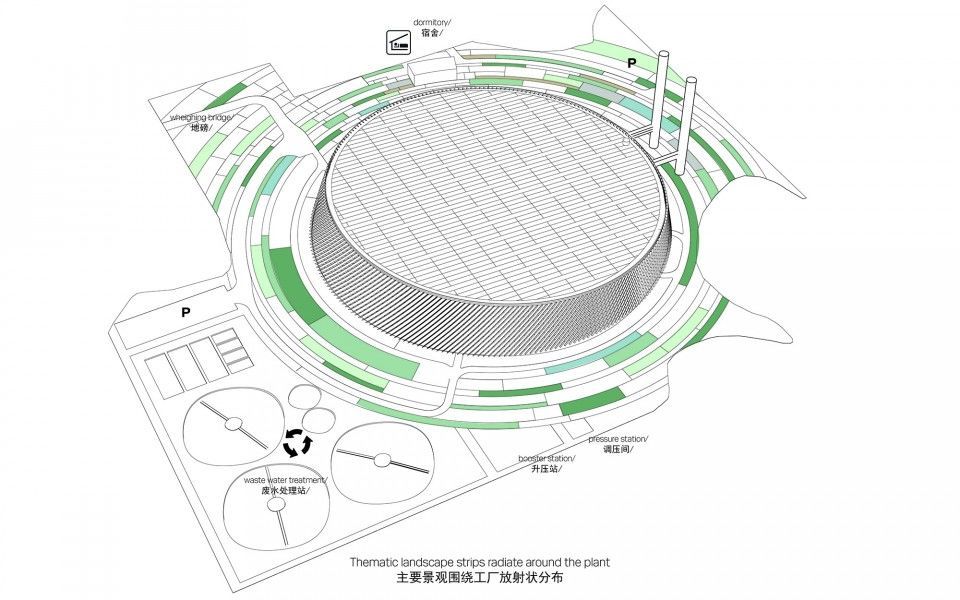 dormitory/
宿舍/
P
wheighing bridge/
地磅/
P
pressure station/
调压间/
booster station/
升压站/
waste water treatment/
废水处理站/
Thematic landscape strips radiate around the plant
主要景观围绕工厂放射状分布